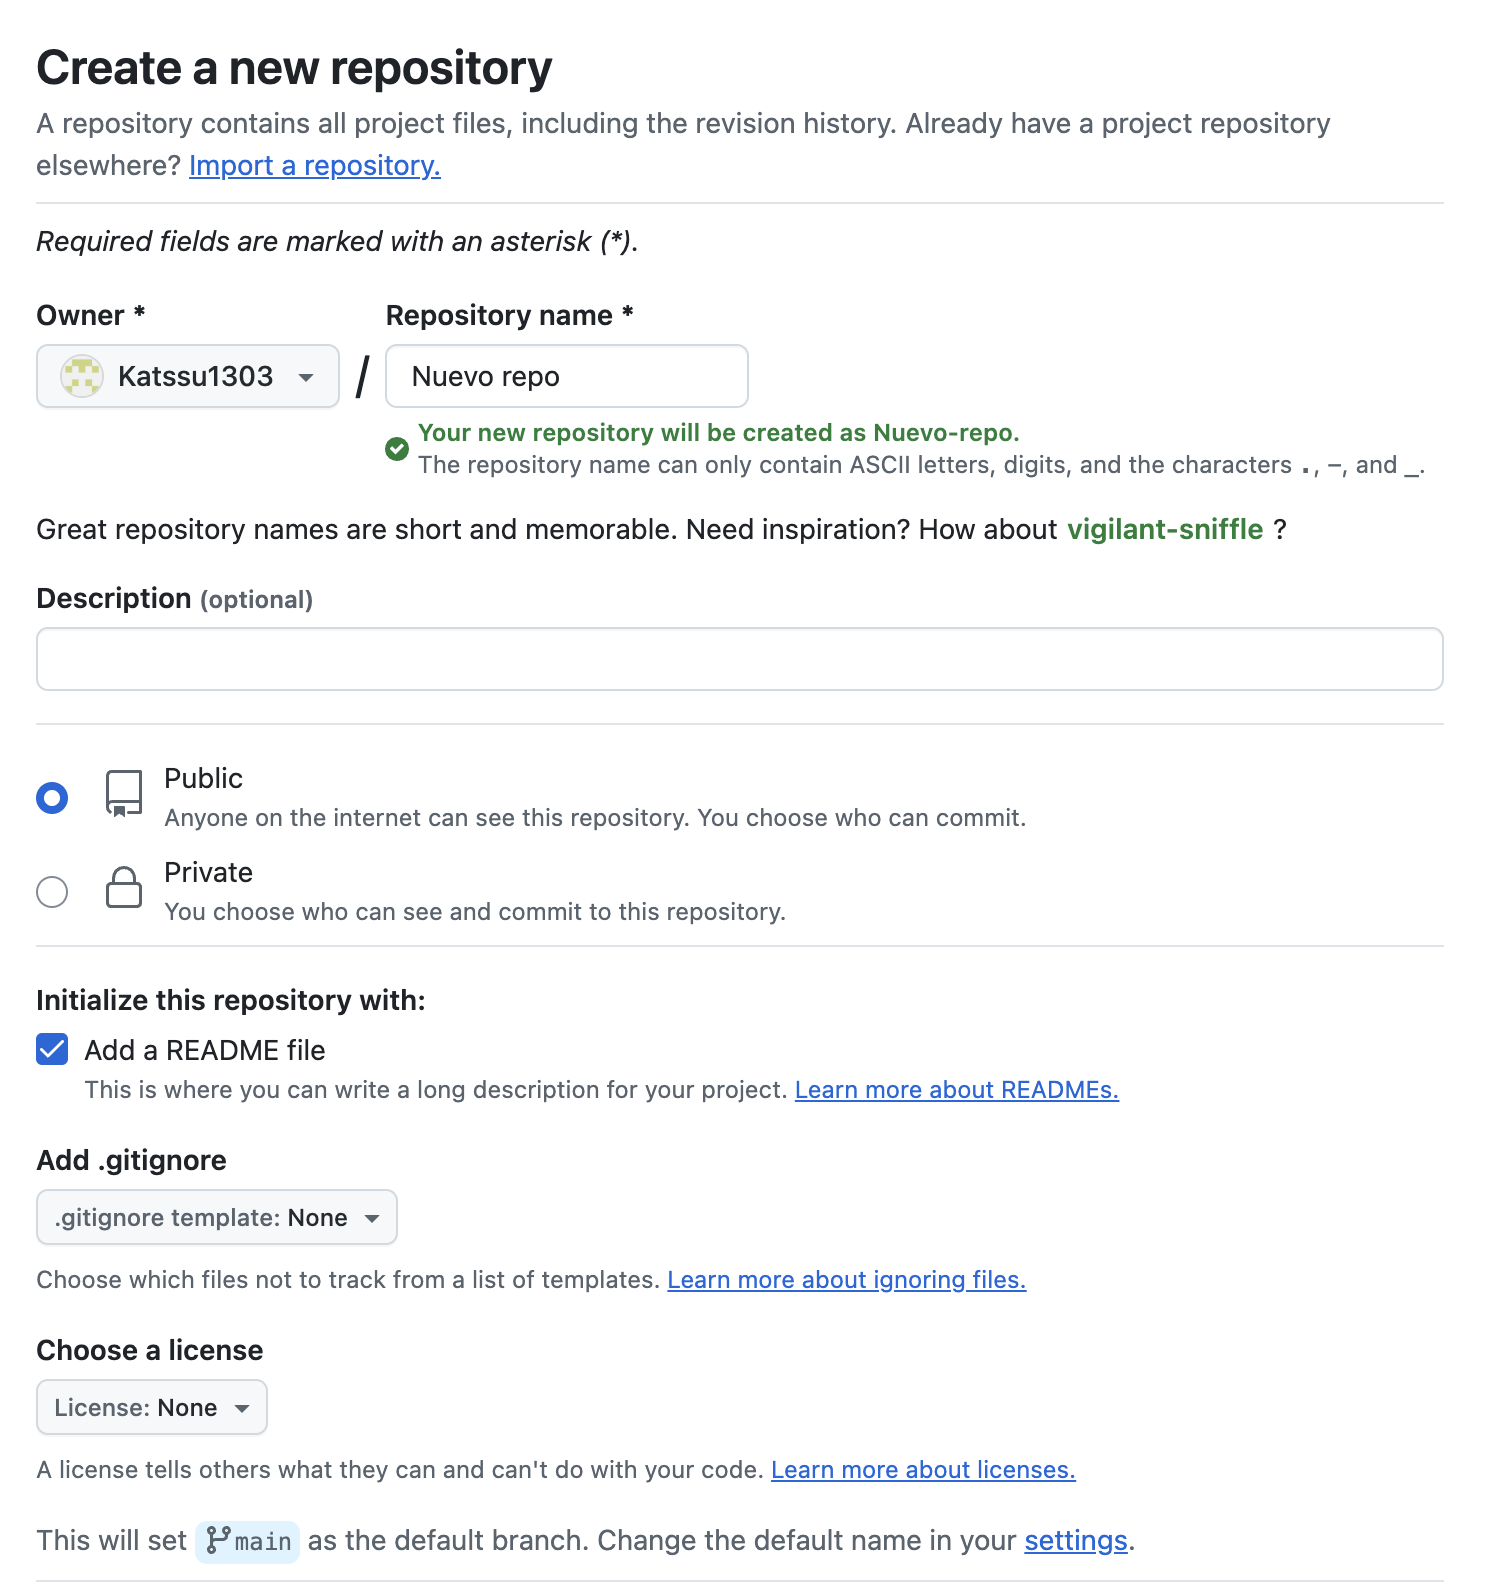 Create a new repository
A repository contains all project files, including the revision history. Already have a project repository
elsewhere? Import a repository.
Required fields are marked with an asterisk (*).
Owner *
Repository name *
Katssu1303
/
Nuevo repo
Your new repository will be created as Nuevo-repo.
The repository name can only contain ASCII letters, digits, and the characters ., -, and _.
Great repository names are short and memorable. Need inspiration? How about vigilant-sniffle ?
Description (optional)
Public
Anyone on the internet can see this repository. You choose who can commit.
Private
You choose who can see and commit to this repository.
Initialize this repository with:
Add a README file
This is where you can write a long description for your project. Learn more about READMEs.
Add .gitignore
.gitignore template: None
Choose which files not to track from a list of templates. Learn more about ignoring files.
Choose a license
License: None
A license tells others what they can and can't do with your code. Learn more about licenses.
This will set main as the default branch. Change the default name in your settings.